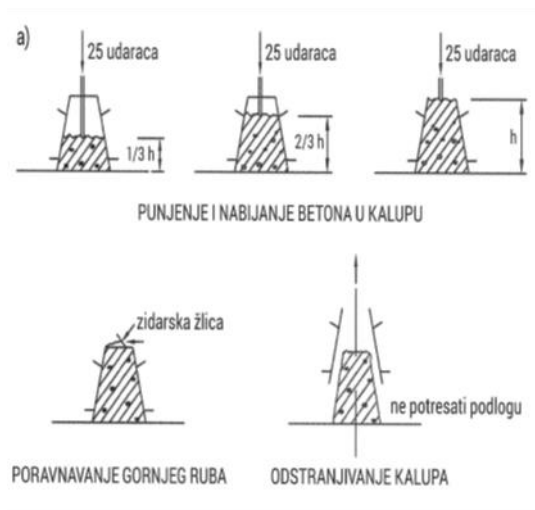 a)
25 udaraca
25 udaraca
25 udaraca
1/3 h
2/3 h
h
PUNJENJE I NABIJANJE BETONA U KALUPU
zidarska žlica
ne potresati podlogu
PORAVNAVANJE GORNJEG RUBA
ODSTRANJIVANJE KALUPA